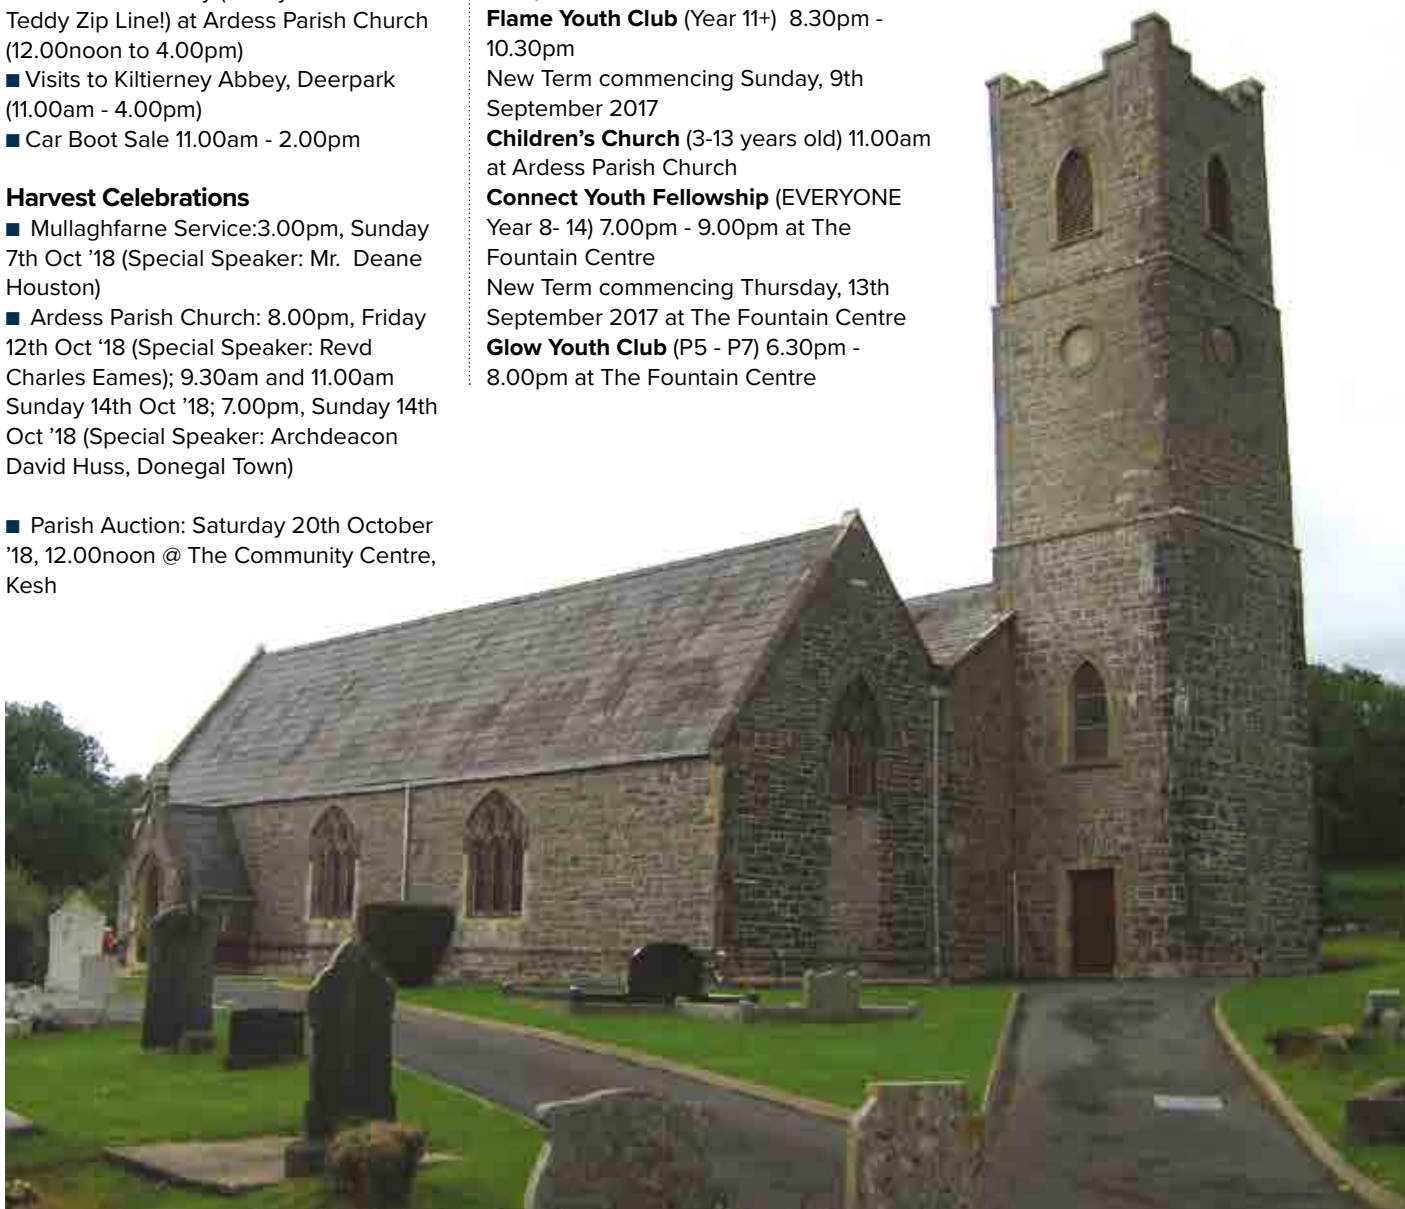 Teddy Zip Line!) at Ardess Parish Church
(12.00noon to 4.00pm)
■ Visits to Kiltierney Abbey, Deerpark
(11.00am - 4.00pm)
■ Car Boot Sale 11.00am - 2.00pm
Harvest Celebrations
■ Mullaghfarne Service:3.00pm, Sunday
7th Oct ’18 (Special Speaker: Mr. Deane
Houston)
■ Ardess Parish Church: 8.00pm, Friday
12th Oct ‘18 (Special Speaker: Revd
Charles Eames); 9.30am and 11.00am
Sunday 14th Oct ’18; 7.00pm, Sunday 14th
Oct ’18 (Special Speaker: Archdeacon
David Huss, Donegal Town)
■ Parish Auction: Saturday 20th October
’18, 12.00noon @ The Community Centre,
Kesh
Flame Youth Club (Year 11+) 8.30pm -
10.30pm
New Term commencing Sunday, 9th
September 2017
Children’s Church (3-13 years old) 11.00am
at Ardess Parish Church
Connect Youth Fellowship (EVERYONE
Year 8- 14) 7.00pm - 9.00pm at The
Fountain Centre
New Term commencing Thursday, 13th
September 2017 at The Fountain Centre
Glow Youth Club (P5 - P7) 6.30pm -
8.00pm at The Fountain Centre